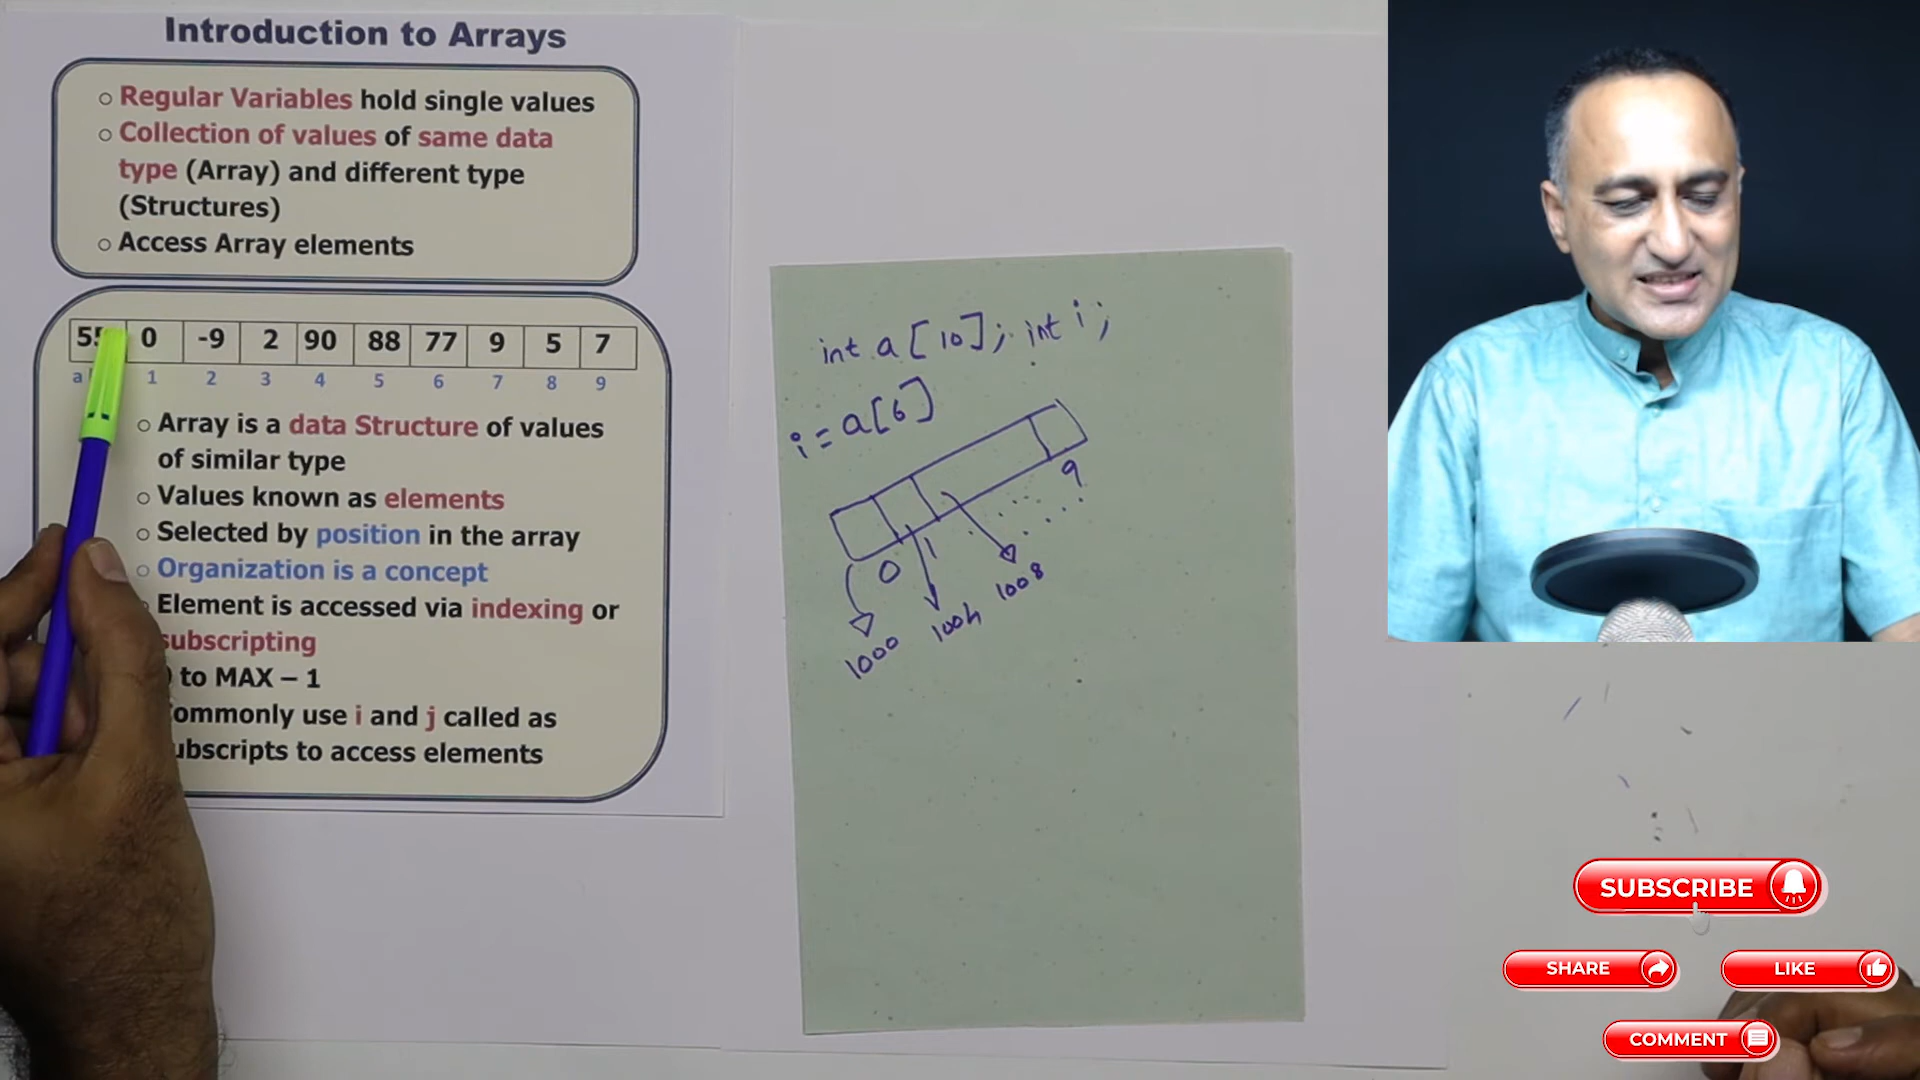 Introduction to Arrays
○ Regular Variables hold single values
○ Collection of values of same data
type (Array) and different type
(Structures)
○ Access Array elements
0 -9 2 90 88 77 9 5 7
a 1 2 3 4 5 6 7 8 9
○ Array is a data Structure of values
of similar type
○ Values known as elements
○ Selected by position in the array
○ Organization is a concept
Element is accessed via indexing or
subscripting
to MAX – 1
Commonly use i and j called as
subscripts to access elements
int a[10]; int i;
i = a[6]
0 1 9
1000 1004 1008
SUBSCRIBE
SHARE
LIKE
COMMENT